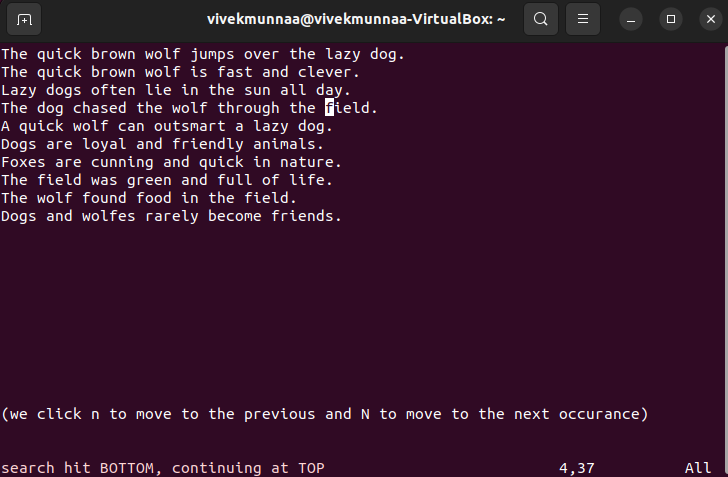 vivekmunnaa@vivekmunnaa-VirtualBox: ~
The quick brown wolf jumps over the lazy dog.
The quick brown wolf is fast and clever.
Lazy dogs often lie in the sun all day.
The dog chased the wolf through the field.
A quick wolf can outsmart a lazy dog.
Dogs are loyal and friendly animals.
Foxes are cunning and quick in nature.
The field was green and full of life.
The wolf found food in the field.
Dogs and wolfes rarely become friends.
(we click n to move to the previous and N to move to the next occurance)
search hit BOTTOM, continuing at TOP 4,37 All